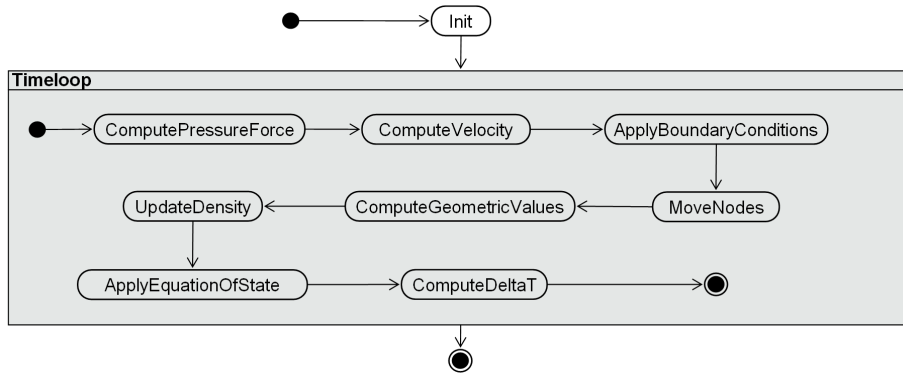 Init
Timeloop
ComputePressureForce
ComputeVelocity
ApplyBoundaryConditions
UpdateDensity
ComputeGeometricValues
MoveNodes
ApplyEquationOfState
ComputeDeltaT